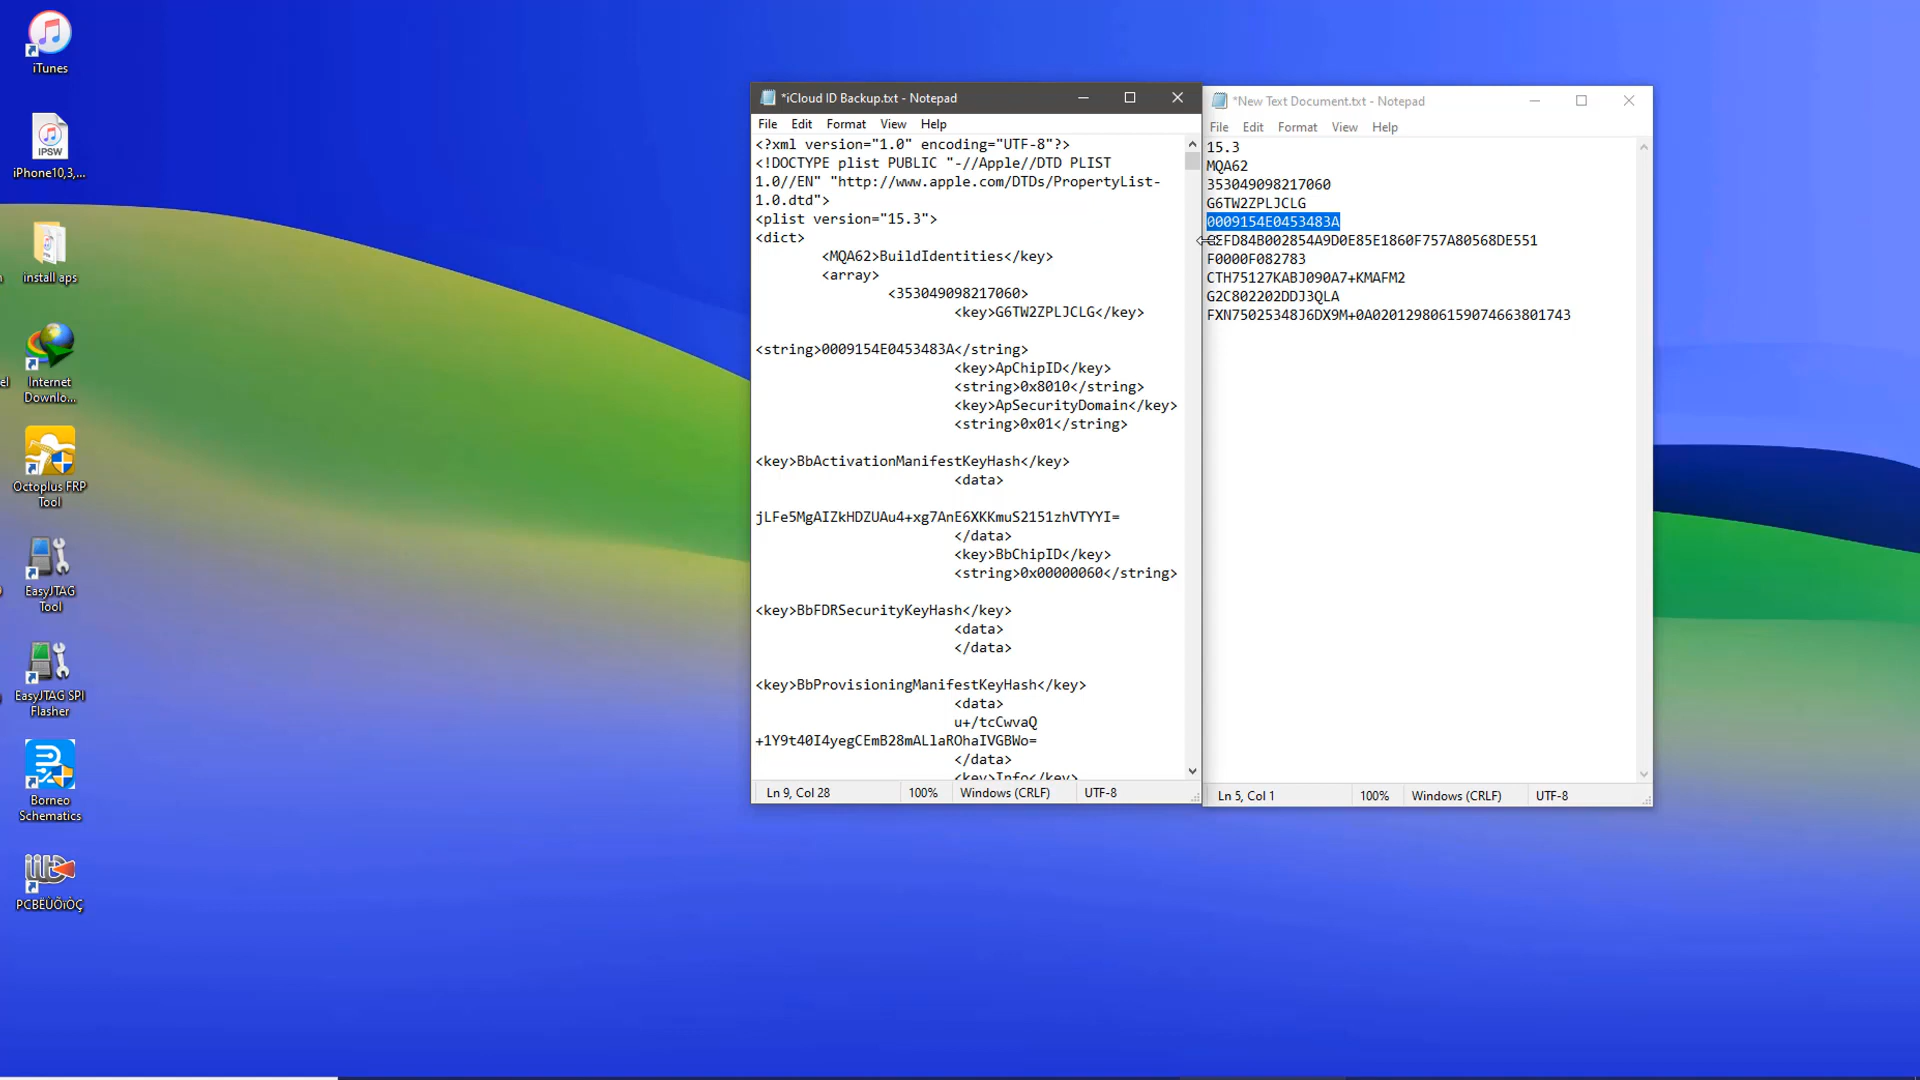 iTunes
IPSW
iPhone10,3,...
install aps
Internet
Downlo...
Octoplus FRP
Tool
EasyJTAG
Tool
EasyJTAG SPI
Flasher
Borneo
Schematics
PCBÉÙÕìÒÇ
*iCloud ID Backup.txt - Notepad
File Edit Format View Help
<?xml version="1.0" encoding="UTF-8"?>
<!DOCTYPE plist PUBLIC "-//Apple//DTD PLIST
1.0//EN" "http://www.apple.com/DTDs/PropertyList-
1.0.dtd">
<plist version="15.3">
<dict>
<MQA62>BuildIdentities</key>
<array>
<353049098217060>
<key>G6TW2ZPLJCLG</key>
<string>0009154E0453483A</string>
<key>ApChipID</key>
<string>0x8010</string>
<key>ApSecurityDomain</key>
<string>0x01</string>
<key>BbActivationManifestKeyHash</key>
<data>
jLFe5MgAIZkHDZUAu4+xg7AnE6XKKmuS2151zhVTYYI=
</data>
<key>BbChipID</key>
<string>0x00000060</string>
<key>BbFDRSecurityKeyHash</key>
<data>
</data>
<key>BbProvisioningManifestKeyHash</key>
<data>
u+/tcCwvaQ
+1Y9t40I4yegCEmB28mALlaROhaIVGBWo=
</data>
<key>Info</key>
Ln 9, Col 28 100% Windows (CRLF) UTF-8
*New Text Document.txt - Notepad
File Edit Format View Help
15.3
MQA62
353049098217060
G6TW2ZPLJCLG
0009154E0453483A
F0000F082783
CTH75127KABJ090A7+KMAFM2
G2C802202DDJ3QLA
FXN75025348J6DX9M+0A020129806159074663801743
Ln 5, Col 1 100% Windows (CRLF) UTF-8